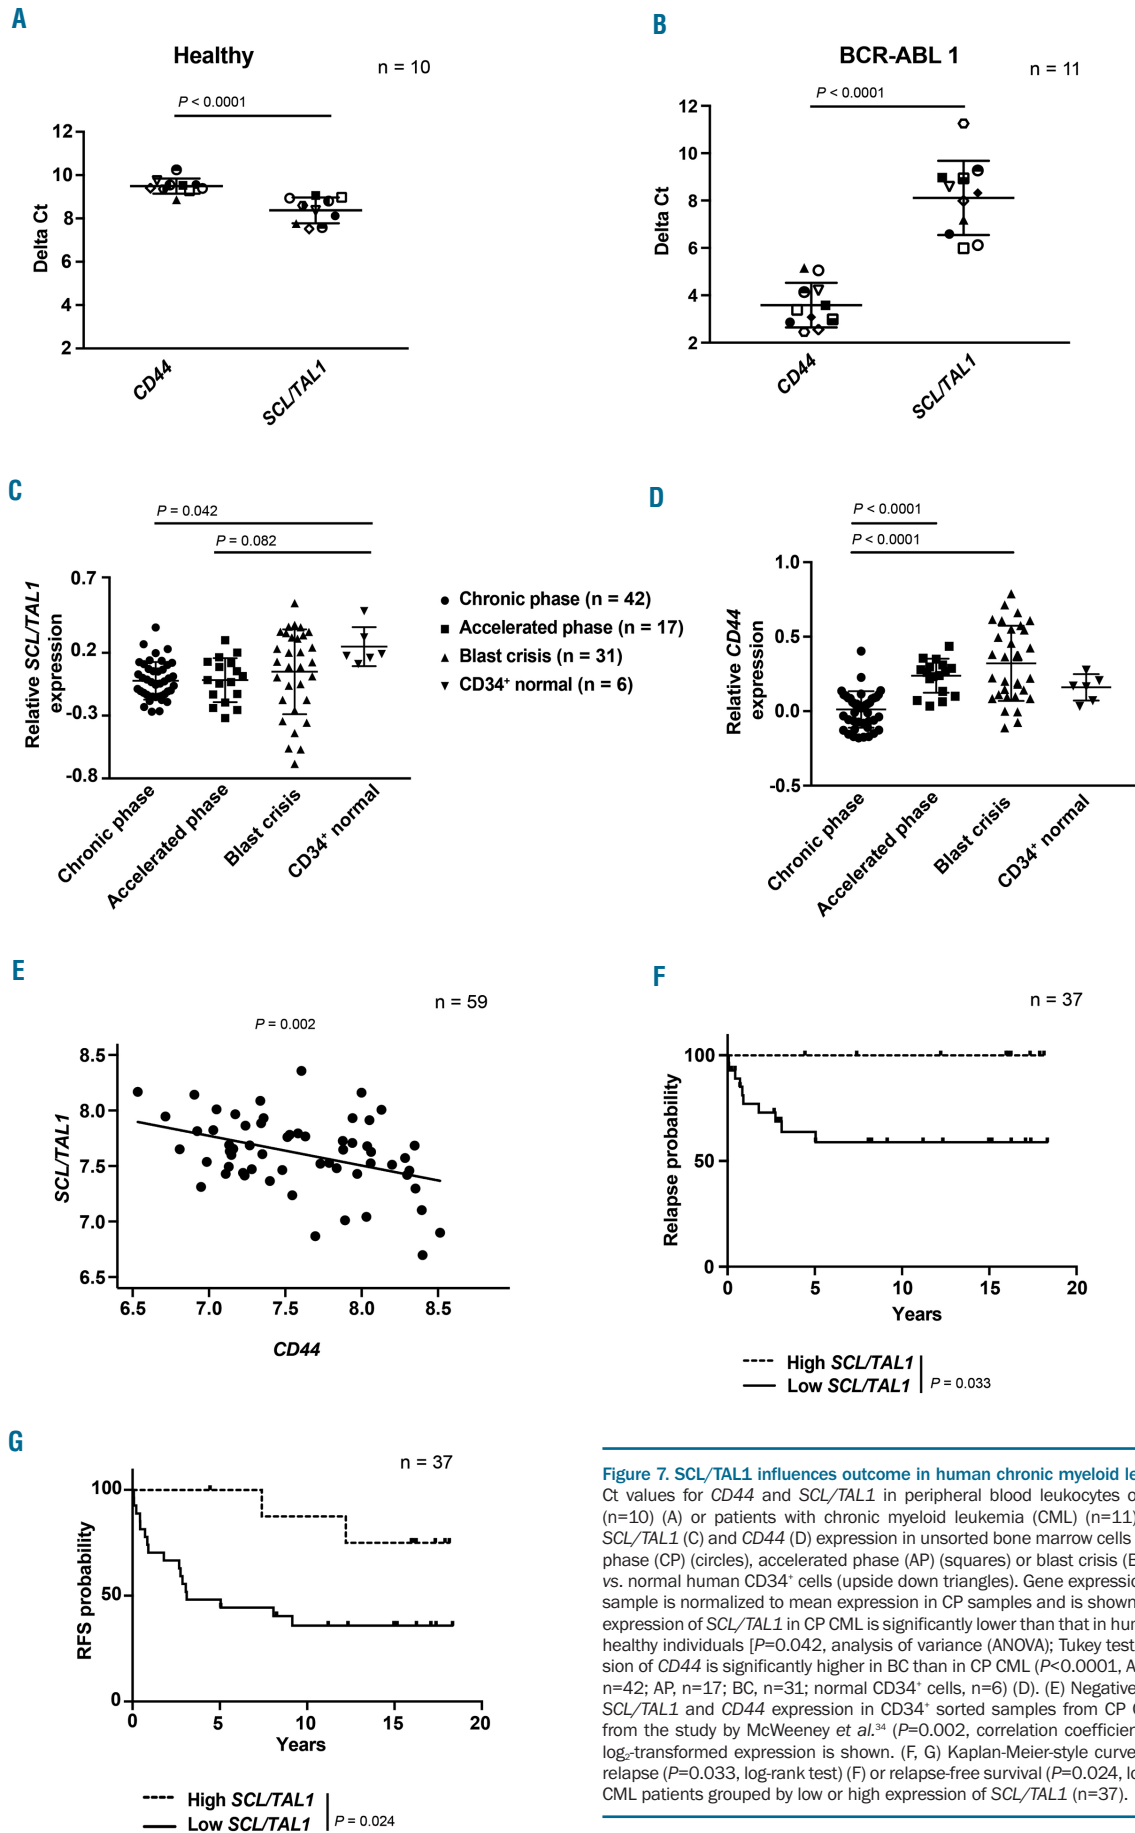 A
Healthy
n = 10
P < 0.0001
12
10
8
6
4
2
Delta Ct
CD44
SCL/TAL1
B
BCR-ABL 1
n = 11
P < 0.0001
12
10
8
6
4
2
Delta Ct
CD44
SCL/TAL1
C
P = 0.042
P = 0.082
0.7
0.2
-0.3
-0.8
Relative SCL/TAL1
expression
Chronic phase
Accelerated phase
Blast crisis
CD34⁺ normal
Chronic phase (n = 42)
Accelerated phase (n = 17)
Blast crisis (n = 31)
CD34⁺ normal (n = 6)
D
P < 0.0001
P < 0.0001
1.0
0.5
0.0
-0.5
Relative CD44
expression
Chronic phase
Accelerated phase
Blast crisis
CD34⁺ normal
E
n = 59
P = 0.002
8.5
8.0
7.5
7.0
6.5
SCL/TAL1
6.5 7.0 7.5 8.0 8.5
CD44
F
n = 37
100
50
0
Relapse probability
0 5 10 15 20
Years
High SCL/TAL1
Low SCL/TAL1
P = 0.033
G
n = 37
100
50
0
RFS probability
0 5 10 15 20
Years
High SCL/TAL1
Low SCL/TAL1
P = 0.024
Figure 7. SCL/TAL1 influences outcome in human chronic myeloid le
Ct values for CD44 and SCL/TAL1 in peripheral blood leukocytes o
(n=10) (A) or patients with chronic myeloid leukemia (CML) (n=11)
SCL/TAL1 (C) and CD44 (D) expression in unsorted bone marrow cells
phase (CP) (circles), accelerated phase (AP) (squares) or blast crisis (B
vs. normal human CD34⁺ cells (upside down triangles). Gene expressio
sample is normalized to mean expression in CP samples and is shown
expression of SCL/TAL1 in CP CML is significantly lower than that in hum
healthy individuals [P=0.042, analysis of variance (ANOVA); Tukey test
sion of CD44 is significantly higher in BC than in CP CML (P<0.0001, A
n=42; AP, n=17; BC, n=31; normal CD34⁺ cells, n=6) (D). (E) Negative
SCL/TAL1 and CD44 expression in CD34⁺ sorted samples from CP C
from the study by McWeeney et al.³⁴ (P=0.002, correlation coefficien
log₂-transformed expression is shown. (F, G) Kaplan-Meier-style curve
relapse (P=0.033, log-rank test) (F) or relapse-free survival (P=0.024, lo
CML patients grouped by low or high expression of SCL/TAL1 (n=37).